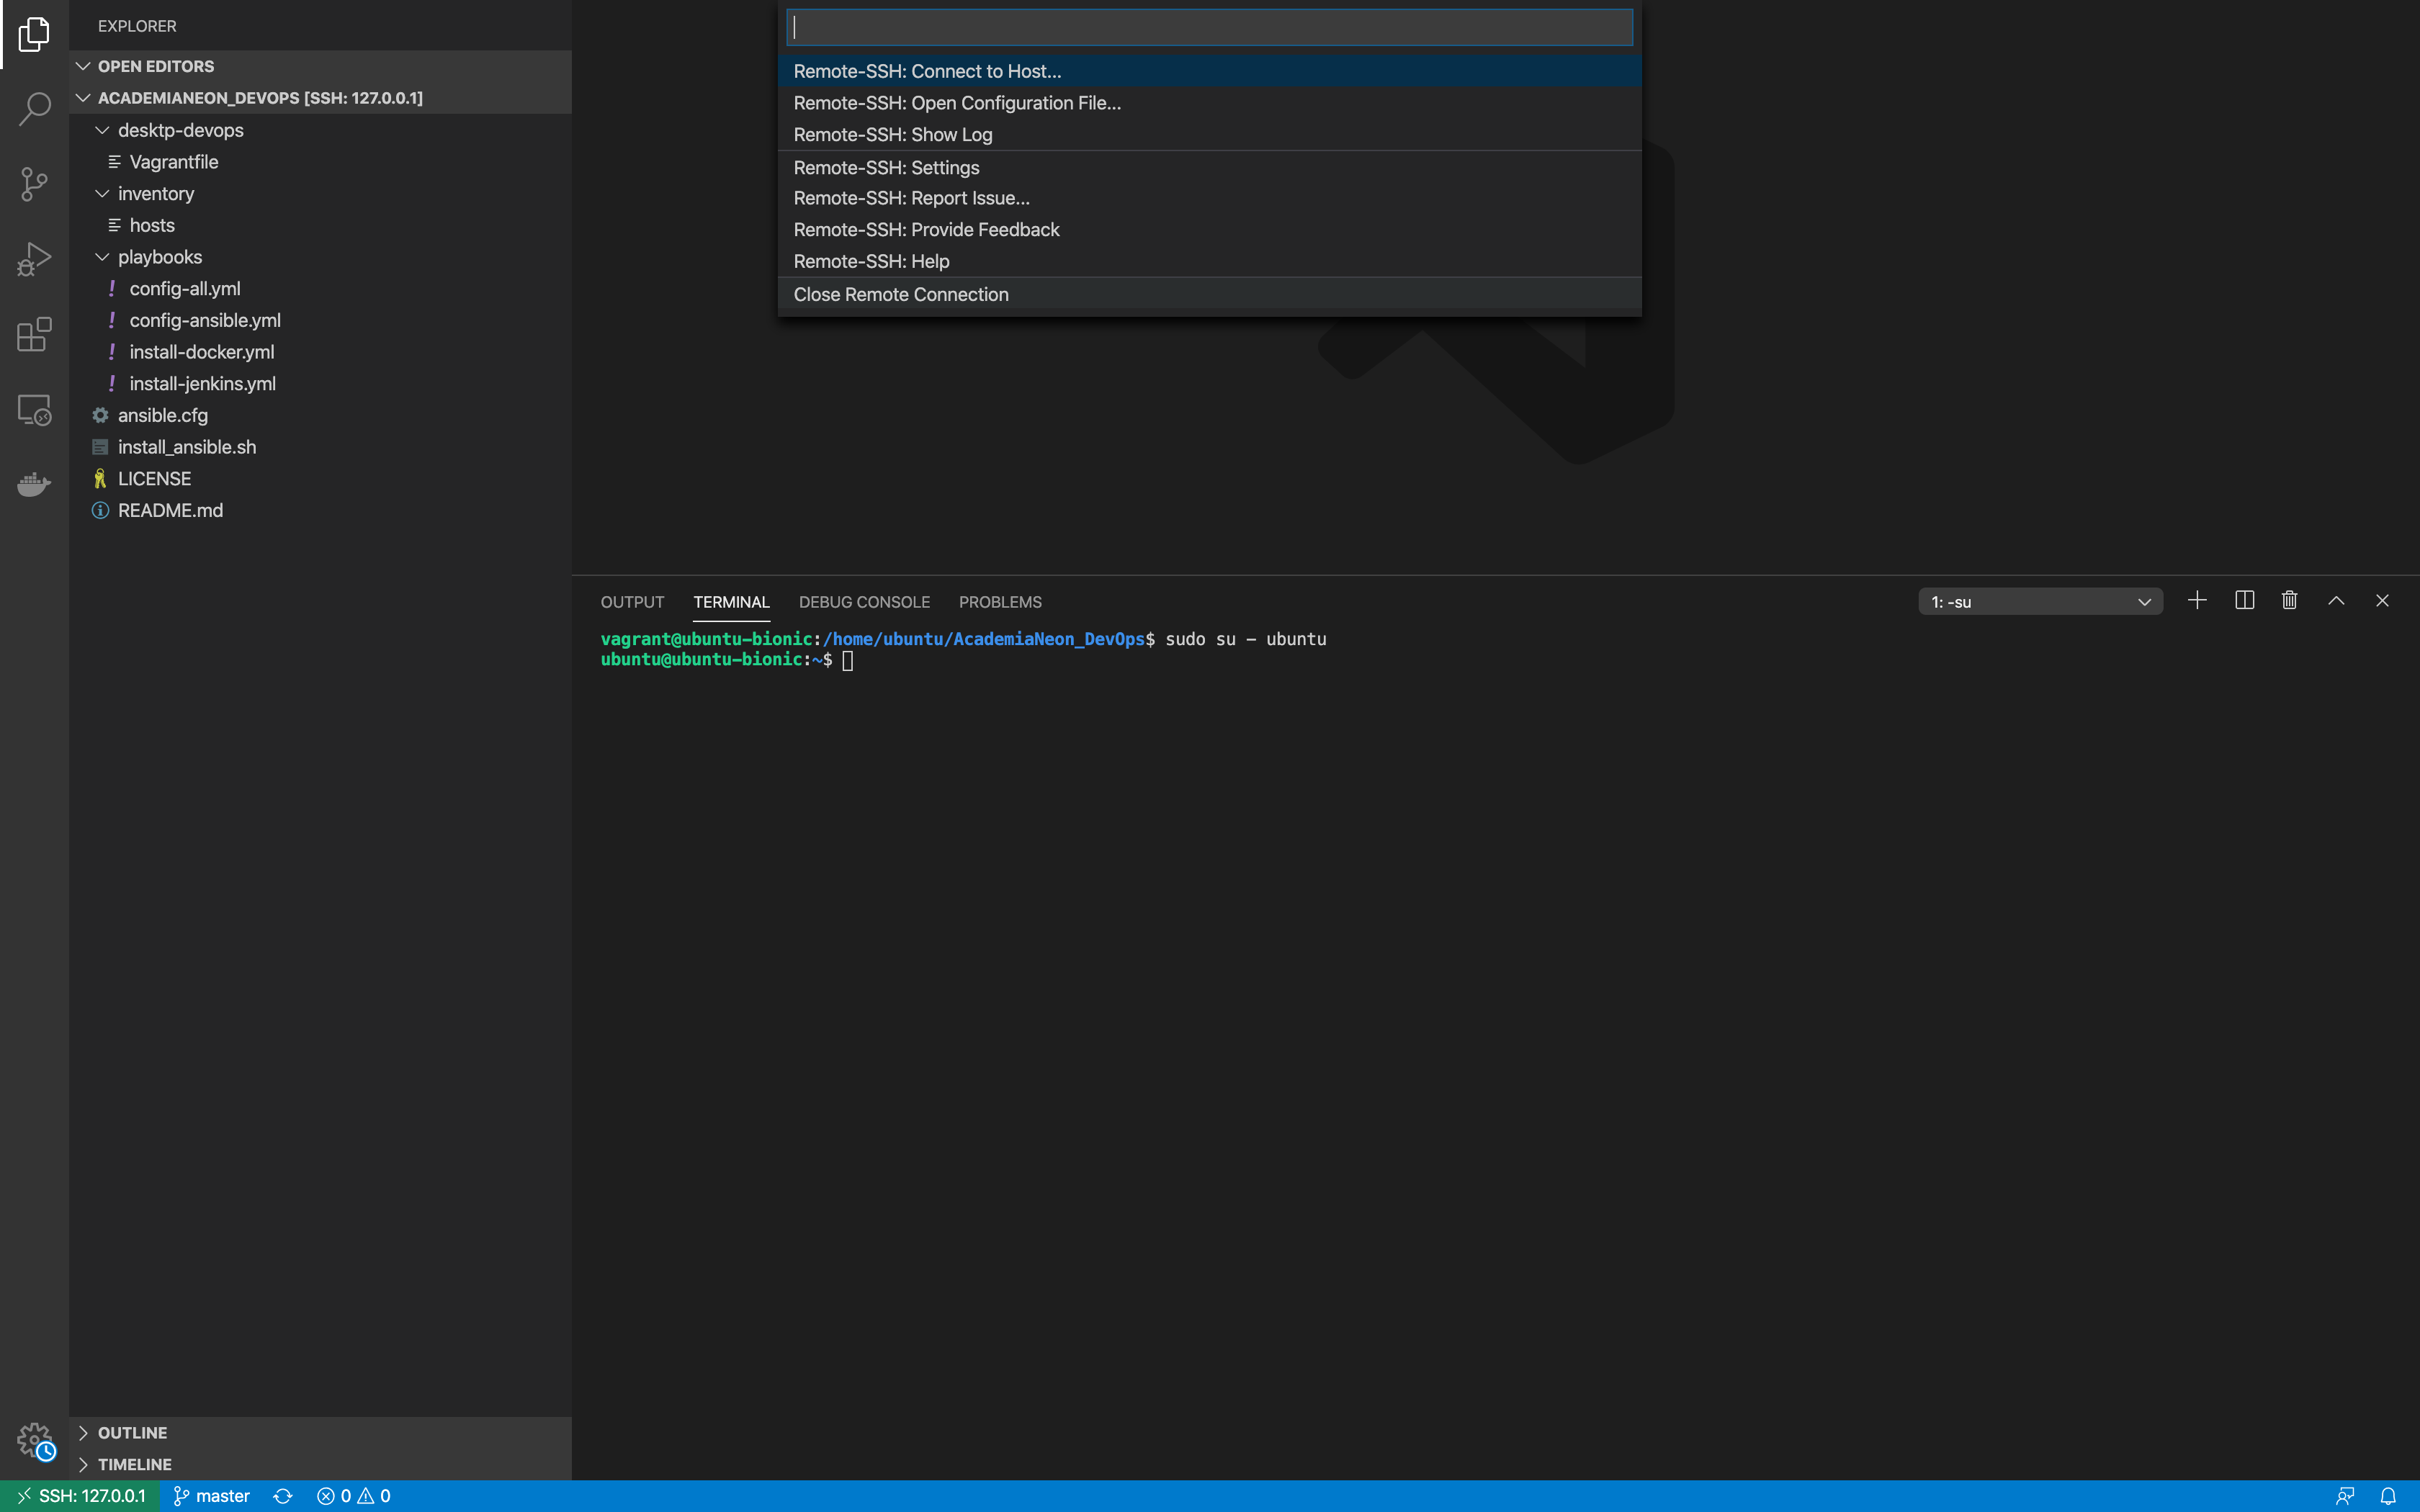 EXPLORER
OPEN EDITORS
ACADEMIANEON_DEVOPS [SSH: 127.0.0.1]
desktp-devops
Vagrantfile
inventory
hosts
playbooks
! config-all.yml
! config-ansible.yml
! install-docker.yml
! install-jenkins.yml
ansible.cfg
install_ansible.sh
LICENSE
README.md
OUTLINE
TIMELINE
Remote-SSH: Connect to Host...
Remote-SSH: Open Configuration File...
Remote-SSH: Show Log
Remote-SSH: Settings
Remote-SSH: Report Issue...
Remote-SSH: Provide Feedback
Remote-SSH: Help
Close Remote Connection
OUTPUT TERMINAL DEBUG CONSOLE PROBLEMS 1: -su
vagrant@ubuntu-bionic:/home/ubuntu/AcademiaNeon_DevOps$ sudo su - ubuntu
ubuntu@ubuntu-bionic:~$
SSH: 127.0.0.1 master 0 0